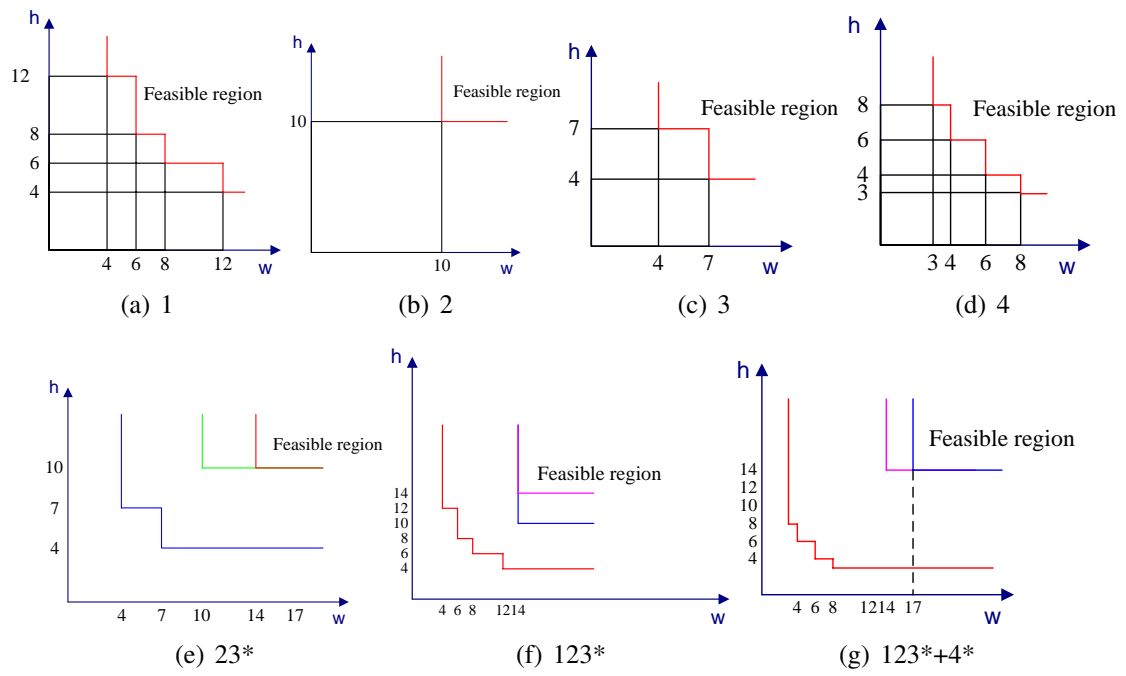 h
12
8
6
4
Feasible region
4 6 8 12
w
(a) 1
h
10
Feasible region
10
w
(b) 2
h
7
4
Feasible region
4 7
w
(c) 3
h
8
6
4
3
Feasible region
3 4 6 8
w
(d) 4
h
10
7
4
Feasible region
4 7 10 14 17
w
(e) 23*
h
14
12
10
8
6
4
Feasible region
4 6 8 1214
w
(f) 123*
h
14
12
10
8
6
4
Feasible region
4 6 8 1214 17
w
(g) 123*+4*